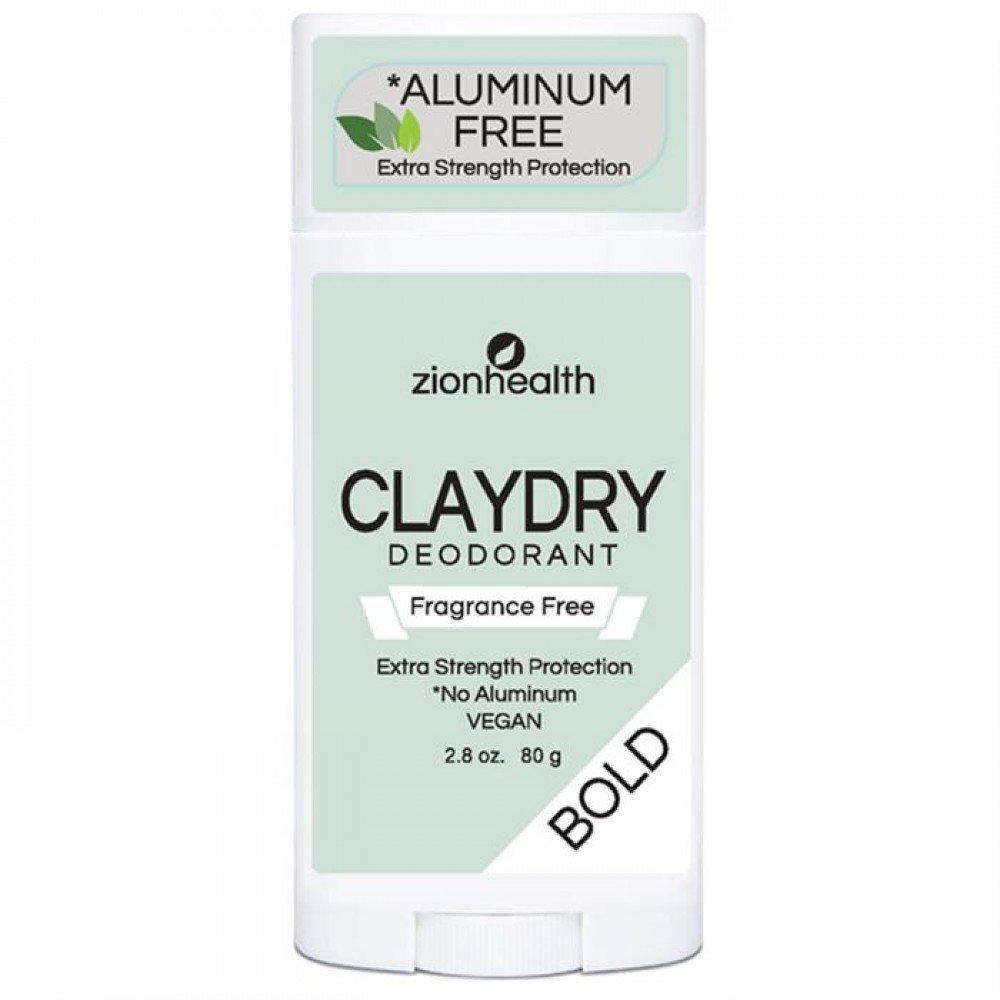 *ALUMINUM
FREE
Extra Strength Protection
zionhealth
CLAYDRY
DEODORANT
Fragrance Free
Extra Strength Protection
*No Aluminum
VEGAN
2.8 oz. 80 g
BOLD